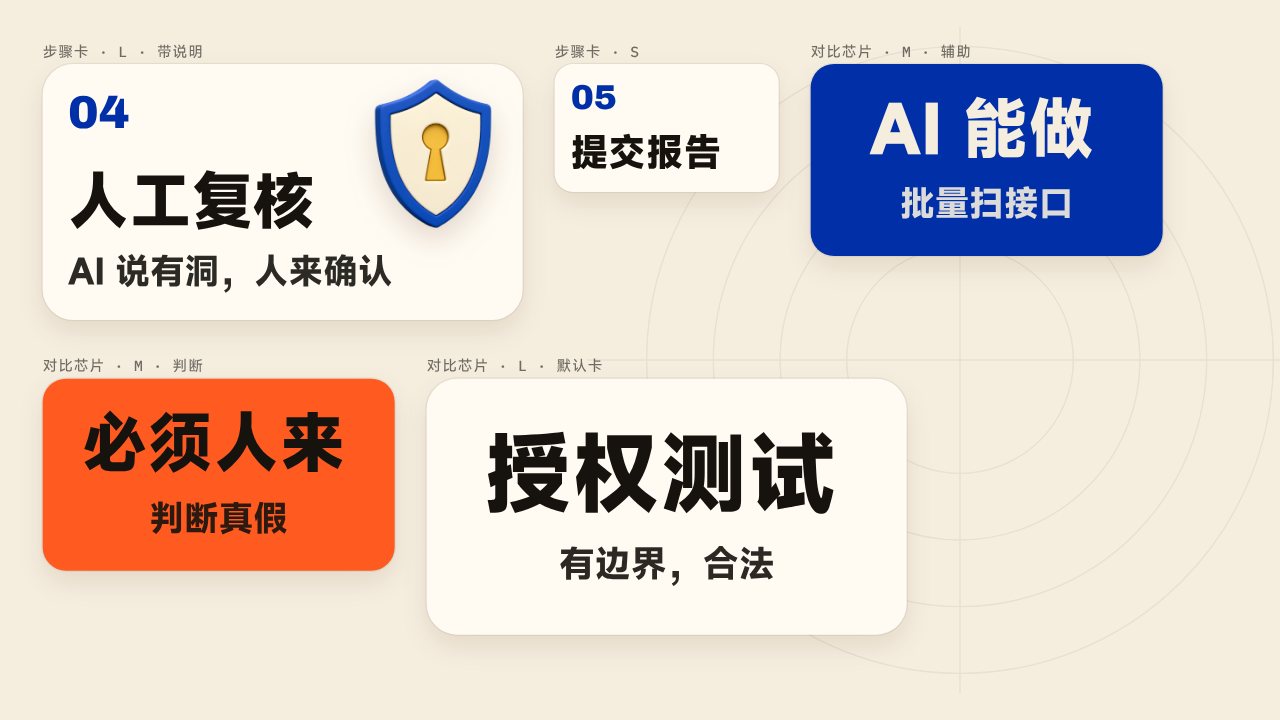 步骤卡 · L · 带说明
04
人工复核
AI 说有洞，人来确认
步骤卡 · S
05
提交报告
对比芯片 · M · 辅助
AI 能做
批量扫接口
对比芯片 · M · 判断
必须人来
判断真假
对比芯片 · L · 默认卡
授权测试
有边界，合法